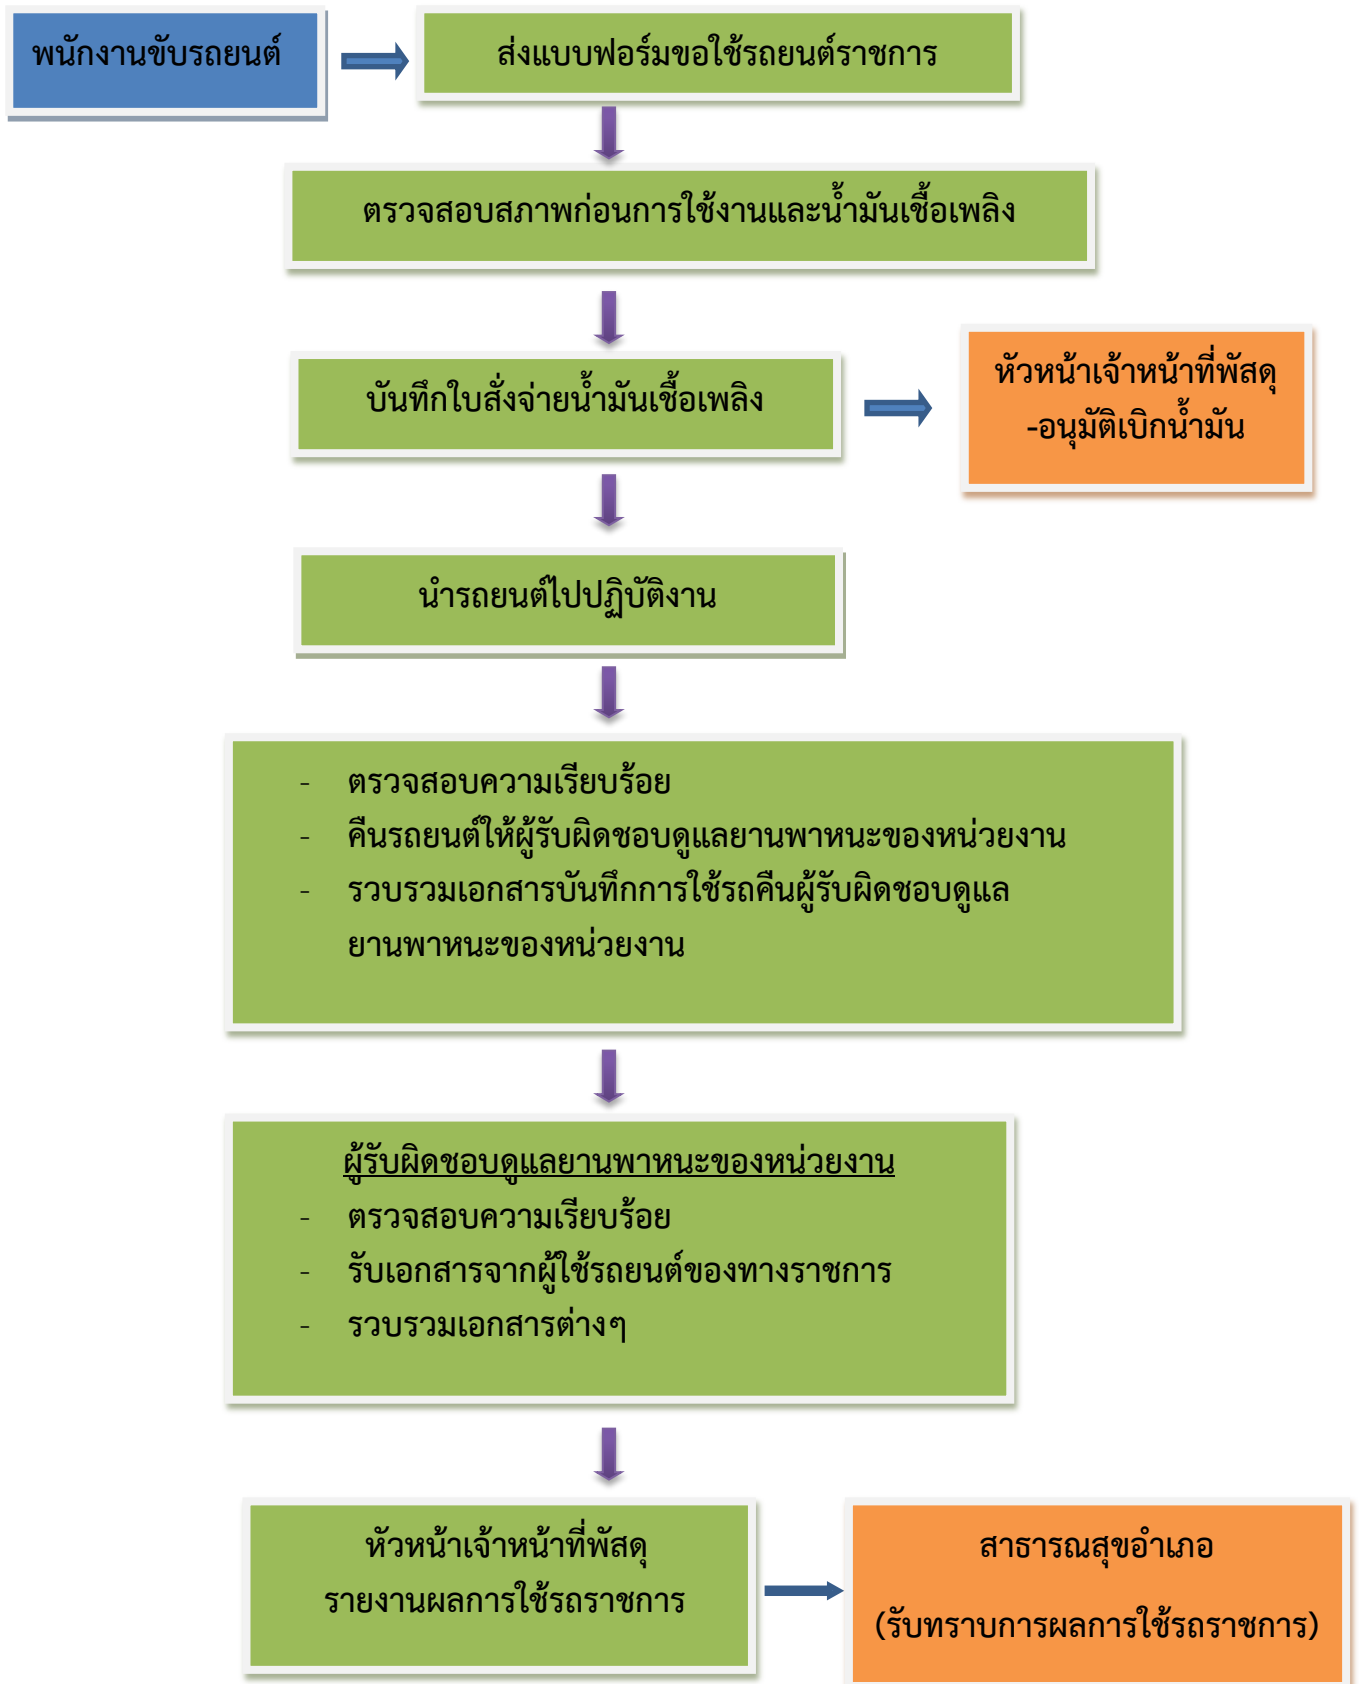 พนักงานขับรถยนต์
ส่งแบบฟอร์มขอใช้รถยนต์ราชการ
ตรวจสอบสภาพก่อนการใช้งานและน้ำมันเชื้อเพลิง
บันทึกใบสั่งจ่ายน้ำมันเชื้อเพลิง
หัวหน้าเจ้าหน้าที่พัสดุ
-อนุมัติเบิกน้ำมัน
นำรถยนต์ไปปฏิบัติงาน
- ตรวจสอบความเรียบร้อย
- คืนรถยนต์ให้ผู้รับผิดชอบดูแลยานพาหนะของหน่วยงาน
- รวบรวมเอกสารบันทึกการใช้รถคืนผู้รับผิดชอบดูแล
ยานพาหนะของหน่วยงาน
ผู้รับผิดชอบดูแลยานพาหนะของหน่วยงาน
- ตรวจสอบความเรียบร้อย
- รับเอกสารจากผู้ใช้รถยนต์ของทางราชการ
- รวบรวมเอกสารต่างๆ
หัวหน้าเจ้าหน้าที่พัสดุ
รายงานผลการใช้รถราชการ
สาธารณสุขอำเภอ
(รับทราบการผลการใช้รถราชการ)